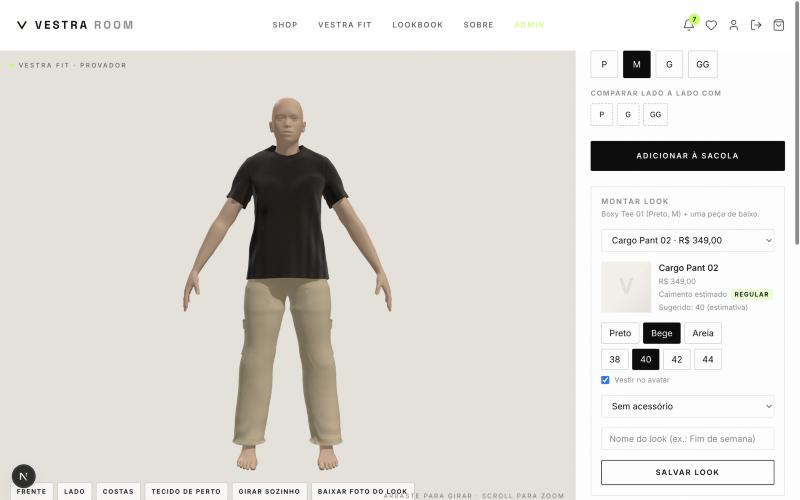 VESTRA ROOM
SHOP VESTRA FIT LOOKBOOK SOBRE ADMIN
7
VESTRA FIT · PROVADOR
P M G GG
COMPARAR LADO A LADO COM
P G GG
ADICIONAR À SACOLA
MONTAR LOOK
Boxy Tee 01 (Preto, M) + uma peça de baixo.
Cargo Pant 02 · R$ 349,00
V
Cargo Pant 02
R$ 349,00
Caimento estimado REGULAR
Sugerido: 40 (estimativa)
Preto Bege Areia
38 40 42 44
Vestir no avatar
Sem acessório
Nome do look (ex.: Fim de semana)
SALVAR LOOK
N
FRENTE LADO COSTAS TECIDO DE PERTO GIRAR SOZINHO BAIXAR FOTO DO LOOK
ARRASTE PARA GIRAR · SCROLL PARA ZOOM